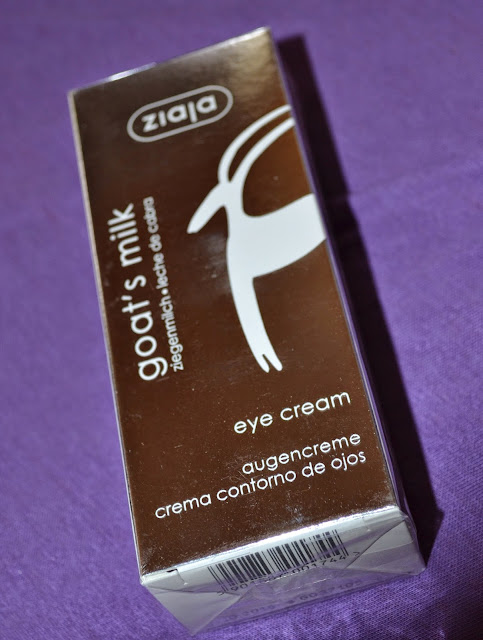 ziaja
goat's milk
ziegenmilch • leche de cabra
eye cream
augencreme
crema contorno de ojos